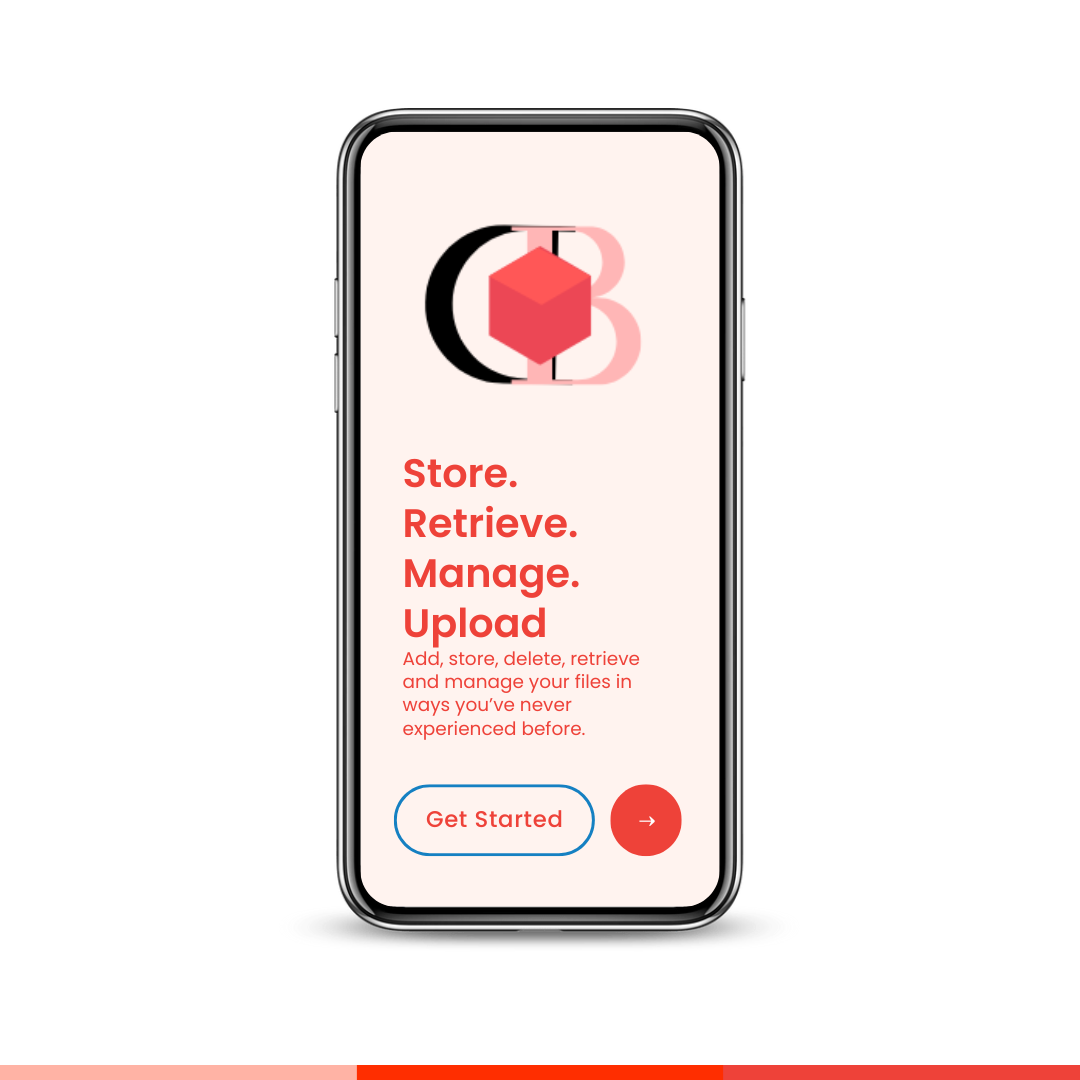 CB
Store.
Retrieve.
Manage.
Upload
Add, store, delete, retrieve
and manage your files in
ways you’ve never
experienced before.
Get Started →